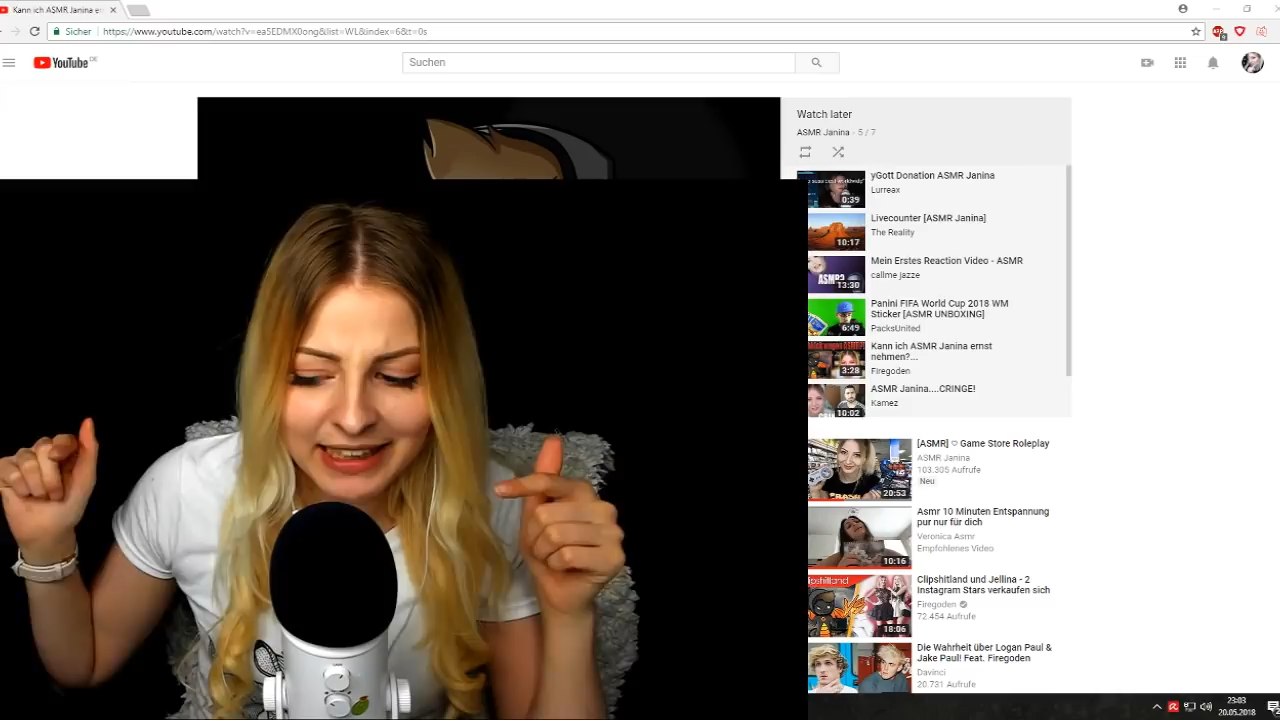 Kann ich ASMR Janina er
Sicher
https://www.youtube.com/watch?v=ea5EDMX0ong&list=WL&index=6&t=0s
YouTube DE
Suchen
Watch later
ASMR Janina - 5 / 7
yGott Donation ASMR Janina
Lurreax
0:39
Livecounter [ASMR Janina]
The Reality
10:17
Mein Erstes Reaction Video - ASMR
callme jazze
ASMR?
13:30
Panini FIFA World Cup 2018 WM
Sticker [ASMR UNBOXING]
PacksUnited
6:49
Kann ich ASMR Janina ernst
nehmen?...
Firegoden
3:28
ASMR Janina....CRINGE!
Kamez
10:02
[ASMR] ♡ Game Store Roleplay
ASMR Janina
103.305 Aufrufe
Neu
20:53
Asmr 10 Minuten Entspannung
pur nur für dich
Veronica Asmr
Empfohlenes Video
10:16
Clipshitland und Jellina - 2
Instagram Stars verkaufen sich
Firegoden
72.454 Aufrufe
lipshitland
18:06
Die Wahrheit über Logan Paul &
Jake Paul! Feat. Firegoden
Davinci
20.731 Aufrufe
23:03
20.05.2018